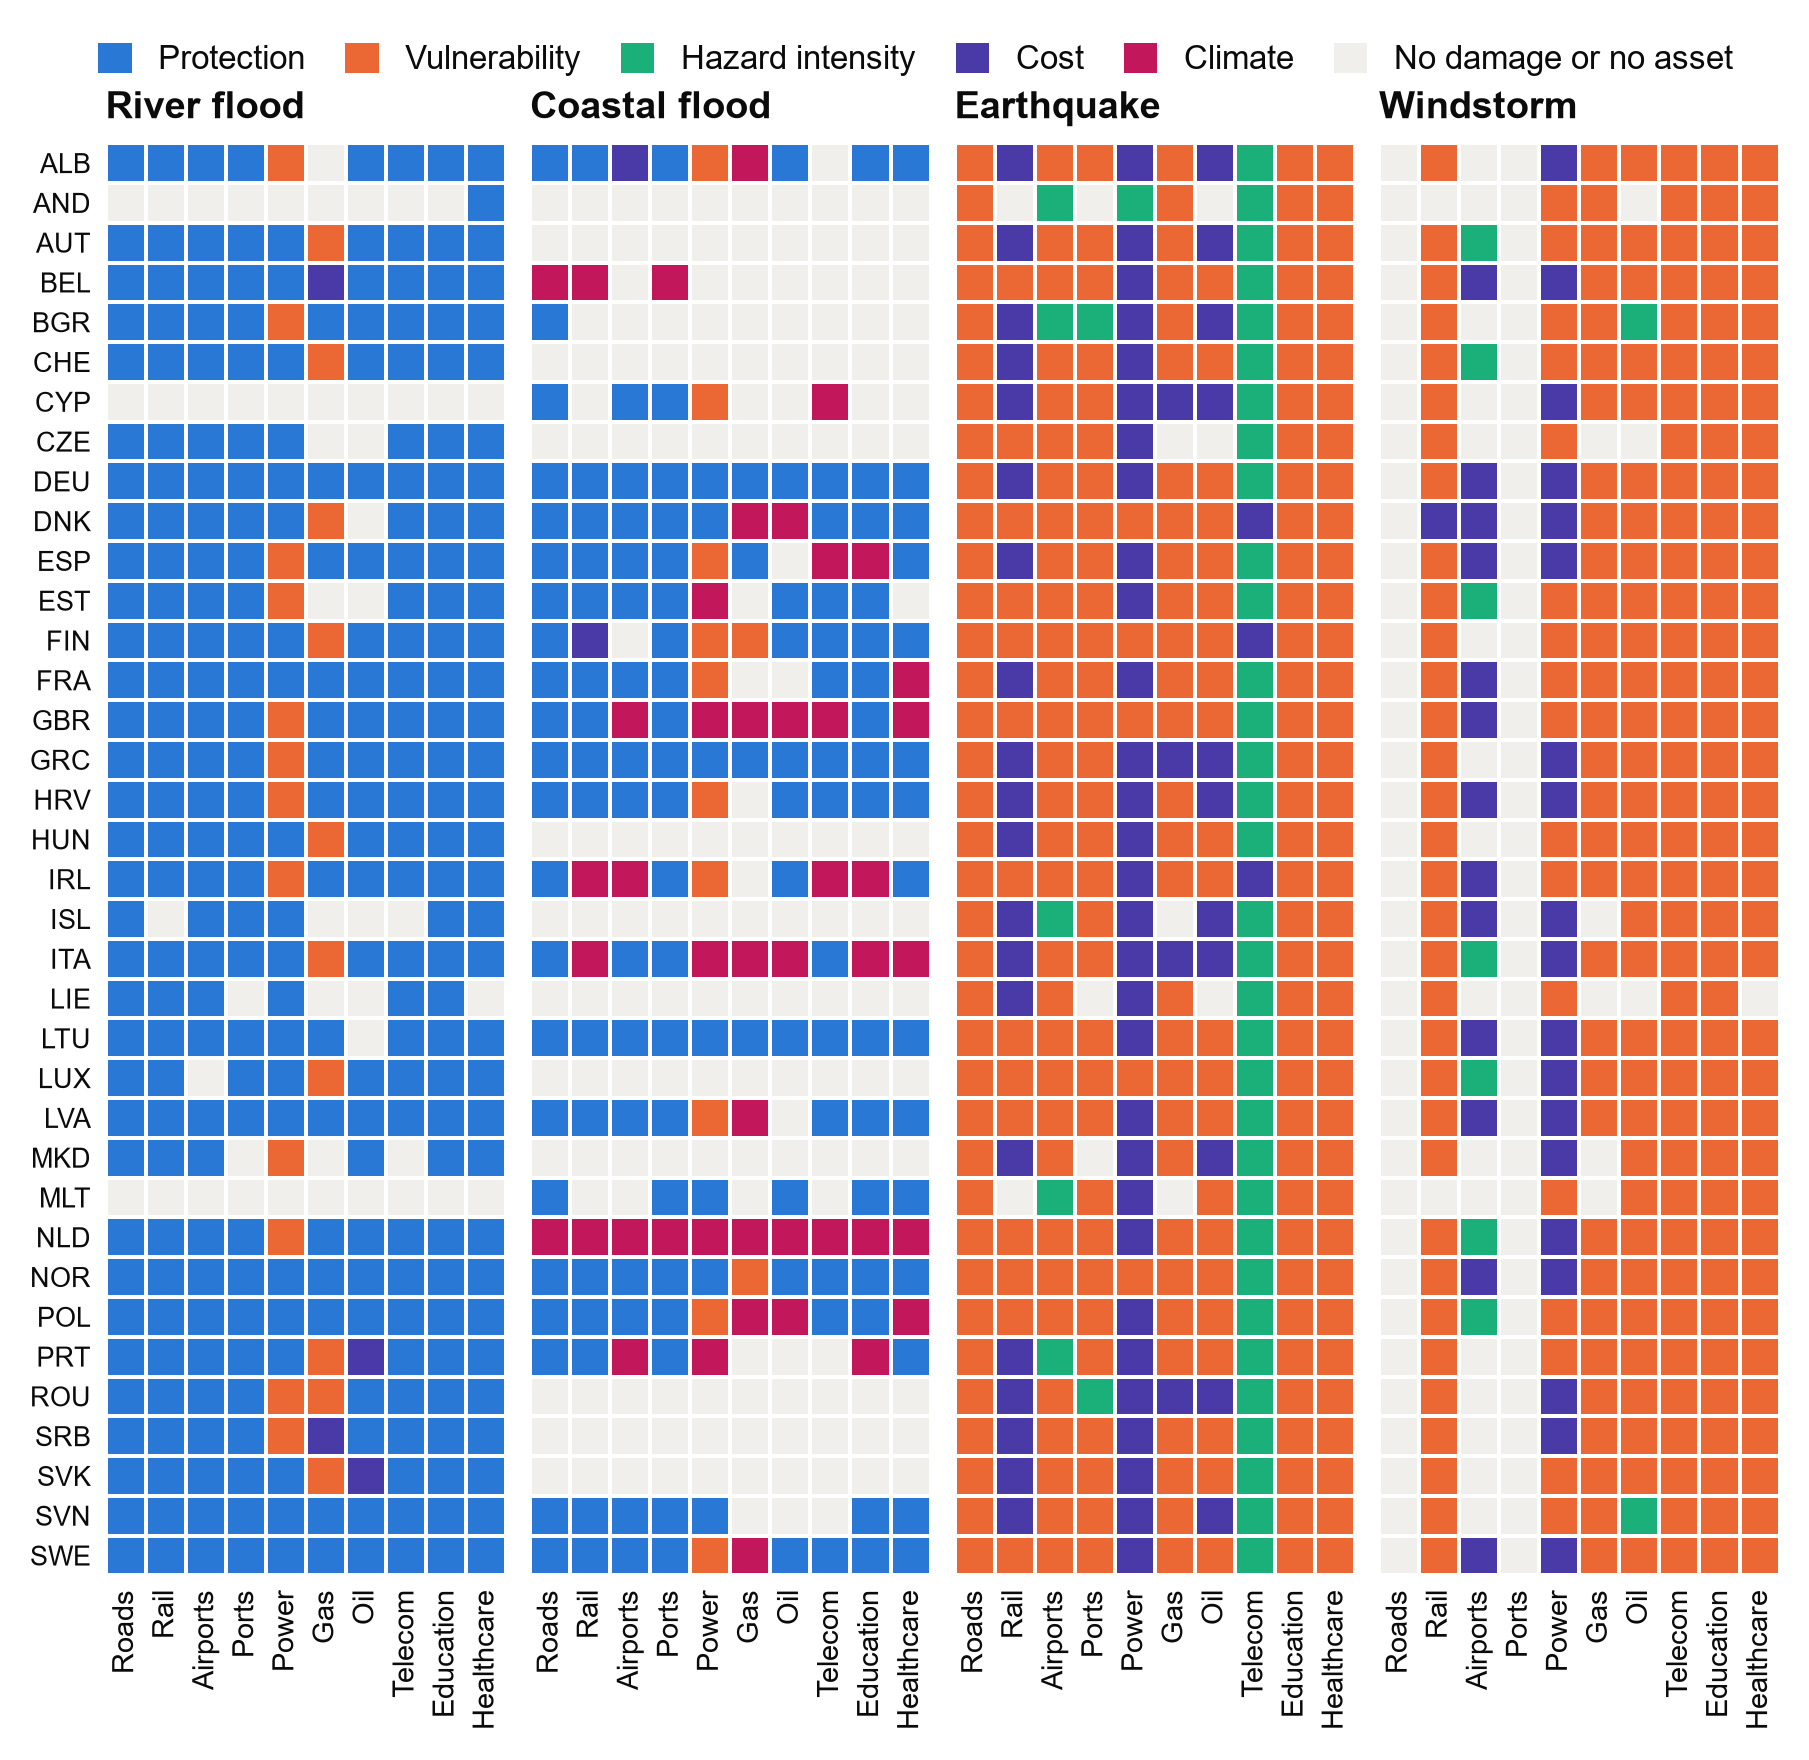 Protection Vulnerability Hazard intensity Cost Climate No damage or no asset
River flood Coastal flood Earthquake Windstorm
ALB
AND
AUT
BEL
BGR
CHE
CYP
CZE
DEU
DNK
ESP
EST
FIN
FRA
GBR
GRC
HRV
HUN
IRL
ISL
ITA
LIE
LTU
LUX
LVA
MKD
MLT
NLD
NOR
POL
PRT
ROU
SRB
SVK
SVN
SWE
Roads
Rail
Airports
Ports
Power
Gas
Oil
Telecom
Education
Healthcare
Roads
Rail
Airports
Ports
Power
Gas
Oil
Telecom
Education
Healthcare
Roads
Rail
Airports
Ports
Power
Gas
Oil
Telecom
Education
Healthcare
Roads
Rail
Airports
Ports
Power
Gas
Oil
Telecom
Education
Healthcare